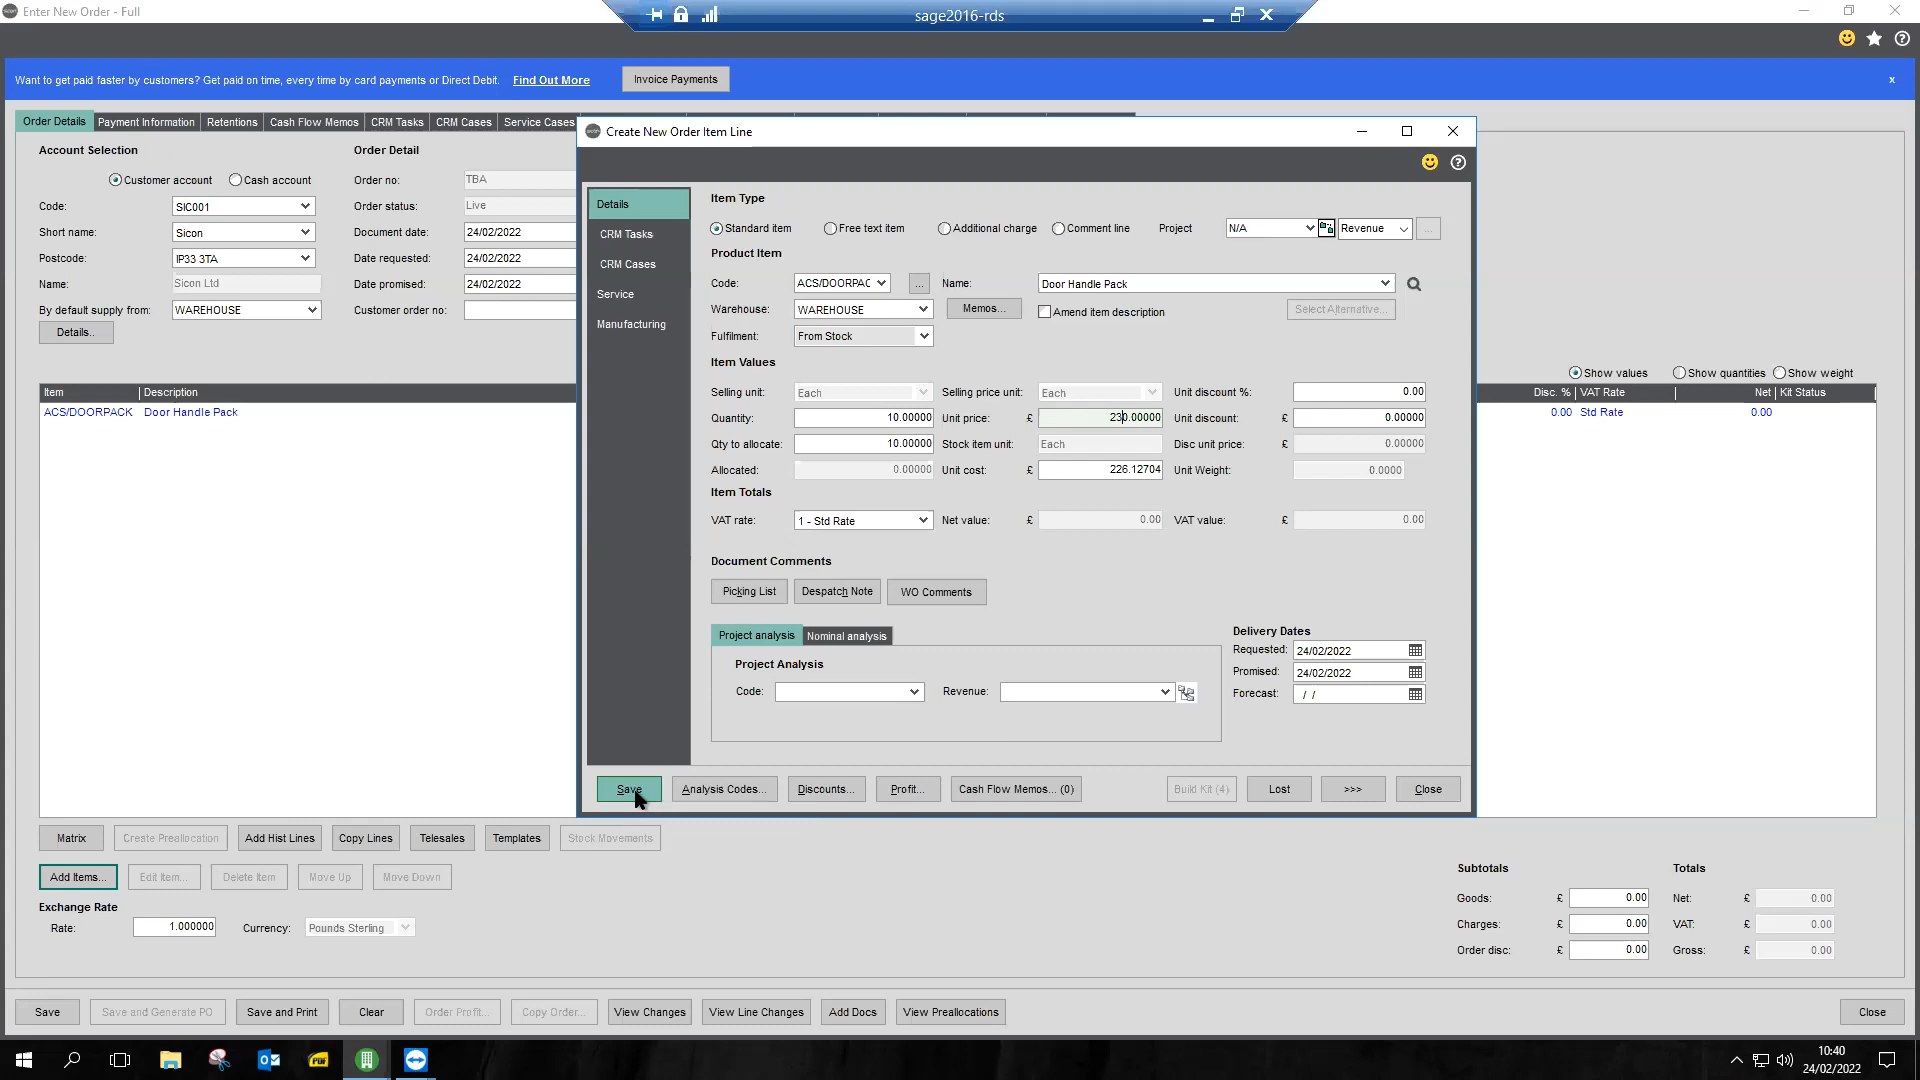 Enter New Order - Full
sage2016-rds
Want to get paid faster by customers? Get paid on time, every time by card payments or Direct Debit. Find Out More Invoice Payments x
Order Details Payment Information Retentions Cash Flow Memos CRM Tasks CRM Cases Service Cases
Account Selection Order Detail
Customer account Cash account Order no: TBA
Code: SIC001 Order status: Live
Short name: Sicon Document date: 24/02/2022
Postcode: IP33 3TA Date requested: 24/02/2022
Name: Sicon Ltd Date promised: 24/02/2022
By default supply from: WAREHOUSE Customer order no:
Details..
Show values Show quantities Show weight
Item Description Disc. % VAT Rate Net Kit Status
ACS/DOORPACK Door Handle Pack 0.00 Std Rate 0.00
Create New Order Item Line
Details
CRM Tasks
CRM Cases
Service
Manufacturing
Item Type
Standard item Free text item Additional charge Comment line Project N/A Revenue ...
Product Item
Code: ACS/DOORPAC ... Name: Door Handle Pack
Warehouse: WAREHOUSE Memos... Amend item description Select Alternative...
Fulfilment: From Stock
Item Values
Selling unit: Each Selling price unit: Each Unit discount %: 0.00
Quantity: 10.00000 Unit price: £ 230.00000 Unit discount: £ 0.00000
Qty to allocate: 10.00000 Stock item unit: Each Disc unit price: £ 0.00000
Allocated: 0.00000 Unit cost: £ 226.12704 Unit Weight: 0.0000
Item Totals
VAT rate: 1 - Std Rate Net value: £ 0.00 VAT value: £ 0.00
Document Comments
Picking List Despatch Note WO Comments
Project analysis Nominal analysis
Project Analysis
Code: Revenue:
Delivery Dates
Requested: 24/02/2022
Promised: 24/02/2022
Forecast: / /
Save Analysis Codes... Discounts... Profit... Cash Flow Memos... (0) Build Kit (4) Lost >>> Close
Matrix Create Preallocation Add Hist Lines Copy Lines Telesales Templates Stock Movements
Add Items... Edit Item... Delete Item Move Up Move Down
Exchange Rate
Rate: 1.000000 Currency: Pounds Sterling
Subtotals Totals
Goods: £ 0.00 Net: £ 0.00
Charges: £ 0.00 VAT: £ 0.00
Order disc: £ 0.00 Gross: £ 0.00
Save Save and Generate PO Save and Print Clear Order Profit... Copy Order... View Changes View Line Changes Add Docs View Preallocations Close
PDF
10:40
24/02/2022